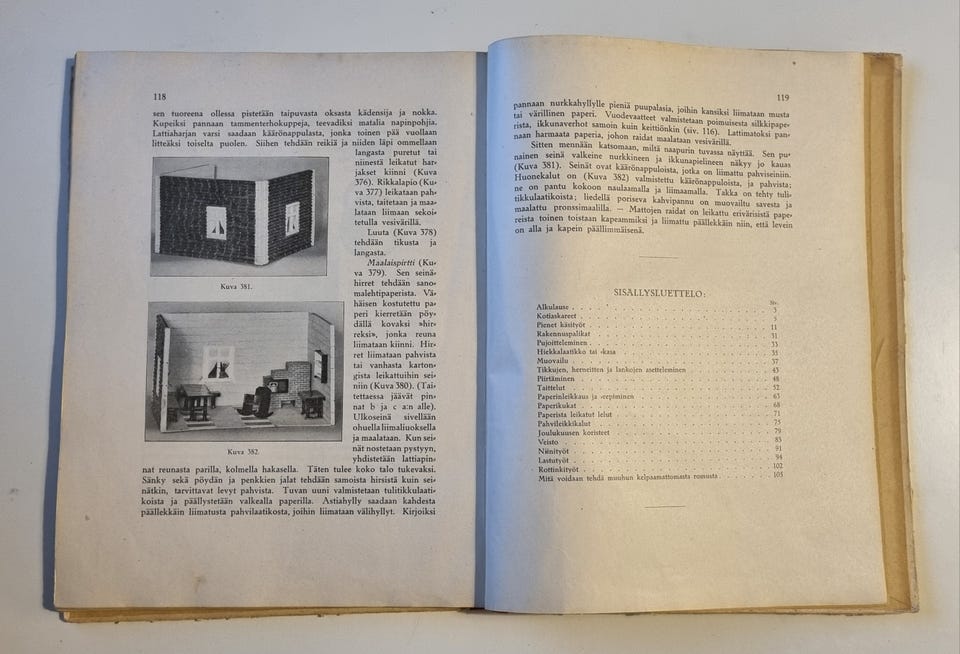 118
sen tuoreena ollessa pistetään taipuvasta oksasta kädensija ja nokka.
Kupeiksi pannaan tammenterhokuppeja, teevadiksi matalia napinpohjia.
Lattiaharjan varsi saadaan käärönappulasta, jonka toinen pää vuollaan
litteäksi toiselta puolen. Siihen tehdään reikiä ja niiden läpi ommellaan
langasta puretut tai
niinestä leikatut har-
jakset kiinni (Kuva
376). Rikkalapio (Ku-
va 377) leikataan pah-
vista, taitetaan ja maa-
lataan liimaan sekoi-
tetulla vesivärillä.
Luuta (Kuva 378)
tehdään tikusta ja
langasta.
Maalaispirtti (Ku-
va 379). Sen seinä-
hirret tehdään sano-
malehtipaperista. Vä-
häisen kostutettu pa-
peri kierretään pöy-
dällä kovaksi »hir-
reksi», jonka reuna
liimataan kiinni. Hir-
ret liimataan pahvista
tai vanhasta karton-
gista leikattuihin sei-
niin (Kuva 380). (Tai-
tettaessa jäävät pin-
nat b ja c a:n alle).
Ulkoseinä sivellään
ohuella liimaliuoksella
ja maalataan. Kun sei-
nät nostetaan pystyyn,
yhdistetään lattiapin-
nat reunasta parilla, kolmella hakasella. Täten tulee koko talo tukevaksi.
Sänky sekä pöydän ja penkkien jalat tehdään samoista hirsistä kuin sei-
nätkin, tarvittavat levyt pahvista. Tuvan uuni valmistetaan tulitikkulaati-
koista ja päällystetään valkealla paperilla. Astiahylly saadaan kahdesta
päällekkäin liimatusta pahvilaatikosta, joihin liimataan välihyllyt. Kirjoiksi
Kuva 381.
Kuva 382.
119
pannaan nurkkahyllylle pieniä puupalasia, joihin kansiksi liimataan musta
tai värillinen paperi. Vuodevaatteet valmistetaan poimuisesta silkkipape-
rista, ikkunaverhot samoin kuin keittiönkin (siv. 116). Lattimatoksi pan-
naan harmaata paperia, johon raidat maalataan vesivärillä.
Sitten mennään katsomaan, miltä naapurin tuvassa näyttää. Sen pu-
nainen seinä valkeine nurkkineen ja ikkunapielineen näkyy jo kauas
(Kuva 381). Seinät ovat käärönappuloista, jotka on liimattu pahviseiniin.
Huonekalut on (Kuva 382) valmistettu käärönappuloista, ja pahvista;
ne on pantu kokoon naulaamalla ja liimaamalla. Takka on tehty tuli-
tikkulaatikoista; liedellä poriseva kahvipannu on muovailtu savesta ja
maalattu pronssimaalilla. — Mattojen raidat on leikattu erivärisistä pape-
reista toinen toistaan kapeammiksi ja liimattu päällekkäin niin, että levein
on alla ja kapein päällimmäisenä.
SISÄLLYSLUETTELO:
Siv.
Alkulause 3
Kotiaskareet 5
Pienet käsityöt 11
Rakennuspalikat 31
Pujoitteleminen 33
Hiekkalaatikko tai -kasa 35
Muovailu 37
Tikkujen, herneitten ja lankojen asetteleminen 43
Piirtäminen 48
Taittelut 52
Paperinleikkaus ja -repiminen 63
Paperikukat 68
Paperista leikatut lelut 71
Pahvileikkikalut 75
Joulukuusen koristeet 79
Veisto 83
Niinityöt 91
Lastutyöt 94
Rottinkityöt 102
Mitä voidaan tehdä muuhun kelpaamattomasta romusta 105